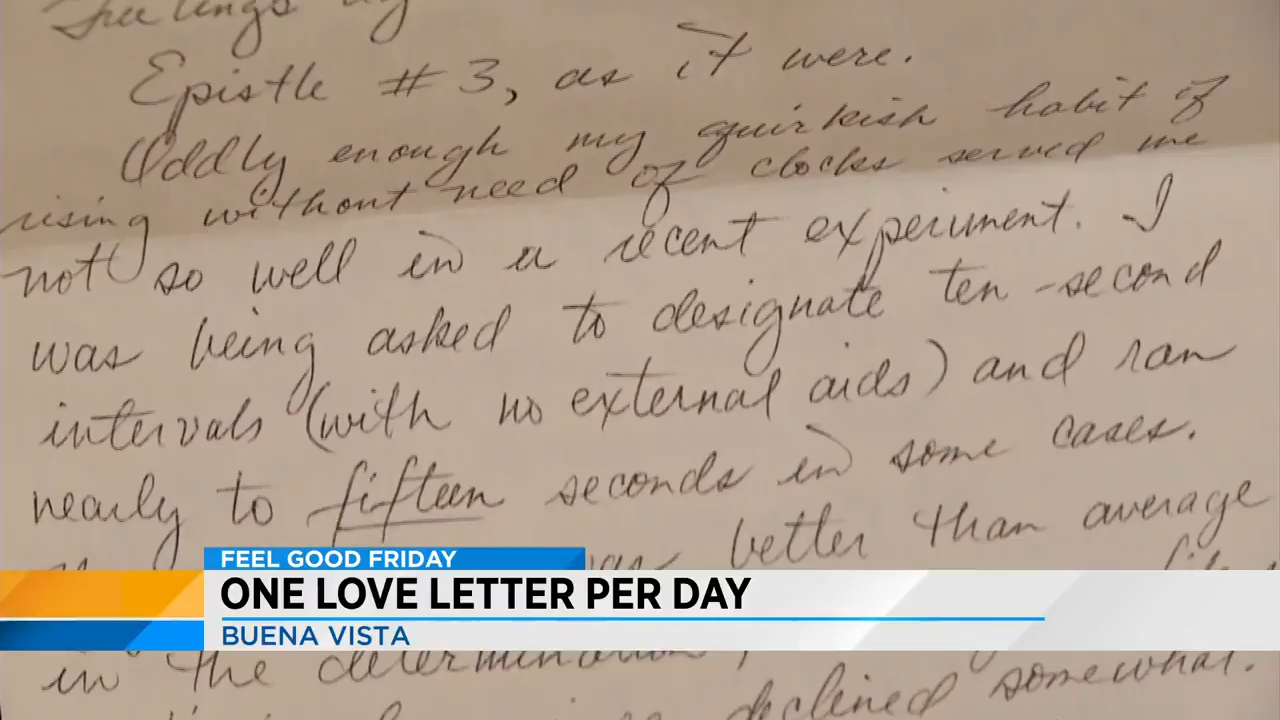 Feelings
Epistle #3, as it were.
Oddly enough my quirkish habit of
rising without need of clocks served me
not so well in a recent experiment. I
was being asked to designate ten-second
intervals (with no external aids) and ran
nearly to fifteen seconds in some cases.
better than average
FEEL GOOD FRIDAY
ONE LOVE LETTER PER DAY
BUENA VISTA
in the determination
declined somewhat.